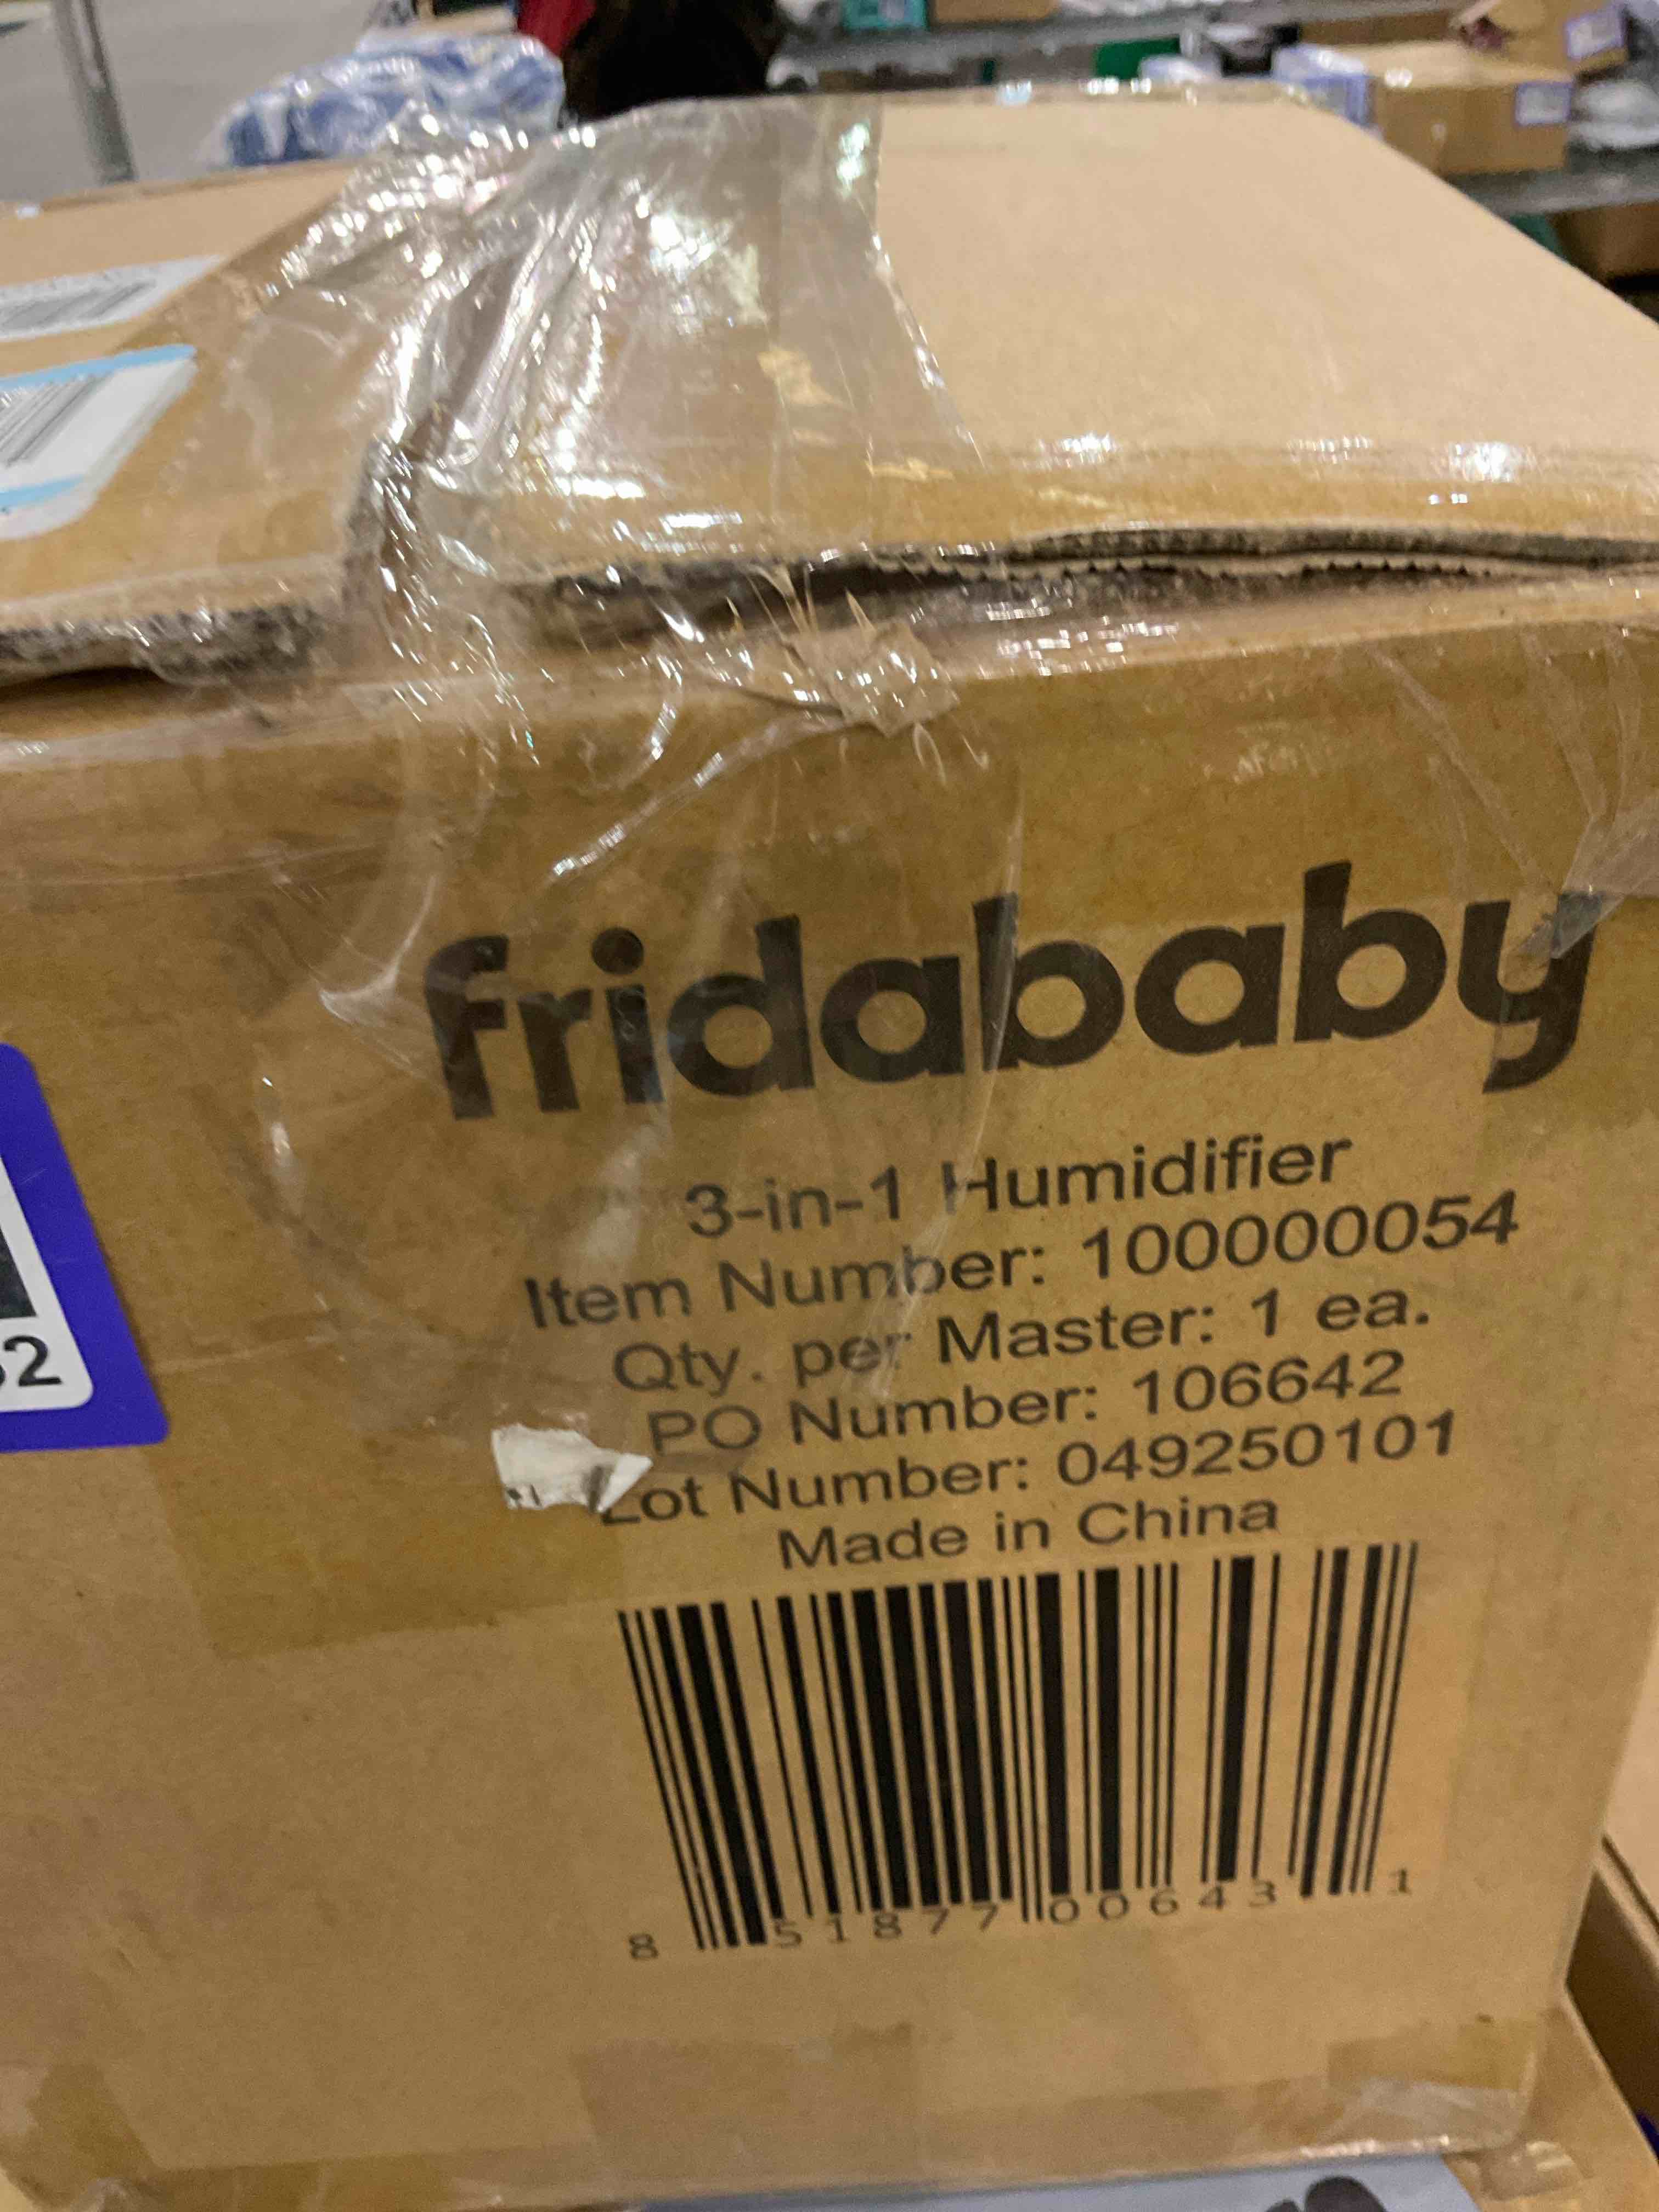 fridababy
3-in-1 Humidifier
Item Number: 100000054
Qty. per Master: 1 ea.
PO Number: 106642
Lot Number: 049250101
Made in China
8 51877 00643 1